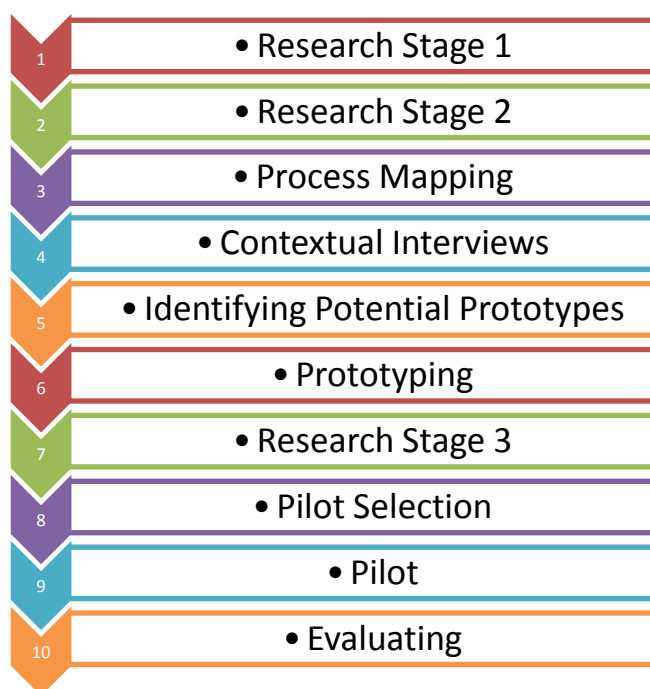 1
• Research Stage 1
2
• Research Stage 2
3
• Process Mapping
4
• Contextual Interviews
5
• Identifying Potential Prototypes
6
• Prototyping
7
• Research Stage 3
8
• Pilot Selection
9
• Pilot
10
• Evaluating